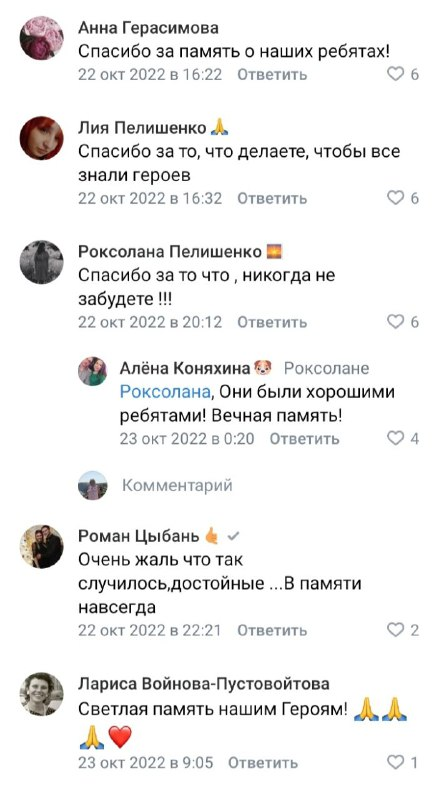 Анна Герасимова
Спасибо за память о наших ребятах!
22 окт 2022 в 16:22 Ответить 6
Лия Пелишенко 🙏
Спасибо за то, что делаете, чтобы все
знали героев
22 окт 2022 в 16:32 Ответить 6
Роксолана Пелишенко 🌅
Спасибо за то что , никогда не
забудете !!!
22 окт 2022 в 20:12 Ответить 6
Алёна Коняхина 🐶 Роксолане
Роксолана, Они были хорошими
ребятами! Вечная память!
23 окт 2022 в 0:20 Ответить 4
Комментарий
Роман Цыбань 🤙
Очень жаль что так
случилось,достойные ...В памяти
навсегда
22 окт 2022 в 22:21 Ответить 2
Лариса Войнова-Пустовойтова
Светлая память нашим Героям! 🙏🙏
🙏❤️
23 окт 2022 в 9:05 Ответить 1